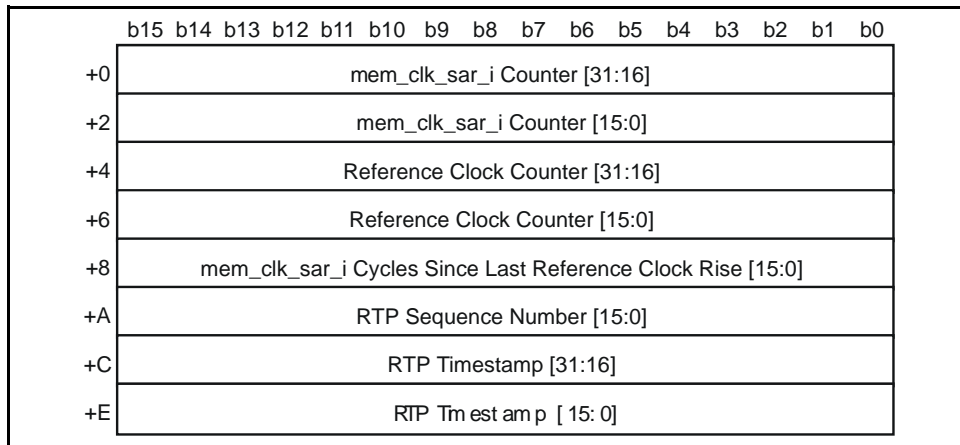 b15 b14 b13 b12 b11 b10 b9 b8 b7 b6 b5 b4 b3 b2 b1 b0
+0 mem_clk_sar_i Counter [31:16]
+2 mem_clk_sar_i Counter [15:0]
+4 Reference Clock Counter [31:16]
+6 Reference Clock Counter [15:0]
+8 mem_clk_sar_i Cycles Since Last Reference Clock Rise [15:0]
+A RTP Sequence Number [15:0]
+C RTP Timestamp [31:16]
+E RTP Tm est am p [ 15: 0]